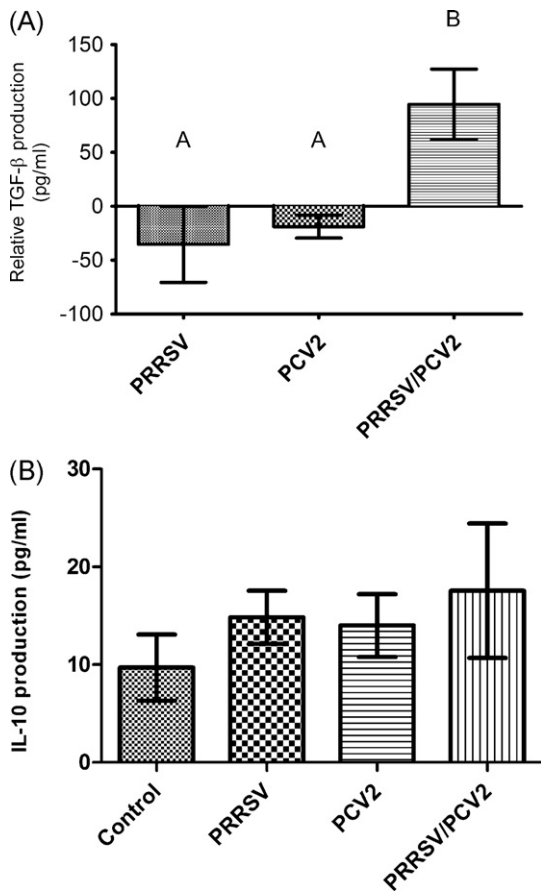 (A)
B
A A
Relative TGF-β production
(pg/ml)
150
100
50
0
-50
-100
PRRSV
PCV2
PRRSV/PCV2
(B)
IL-10 production (pg/ml)
30
20
10
0
Control
PRRSV
PCV2
PRRSV/PCV2